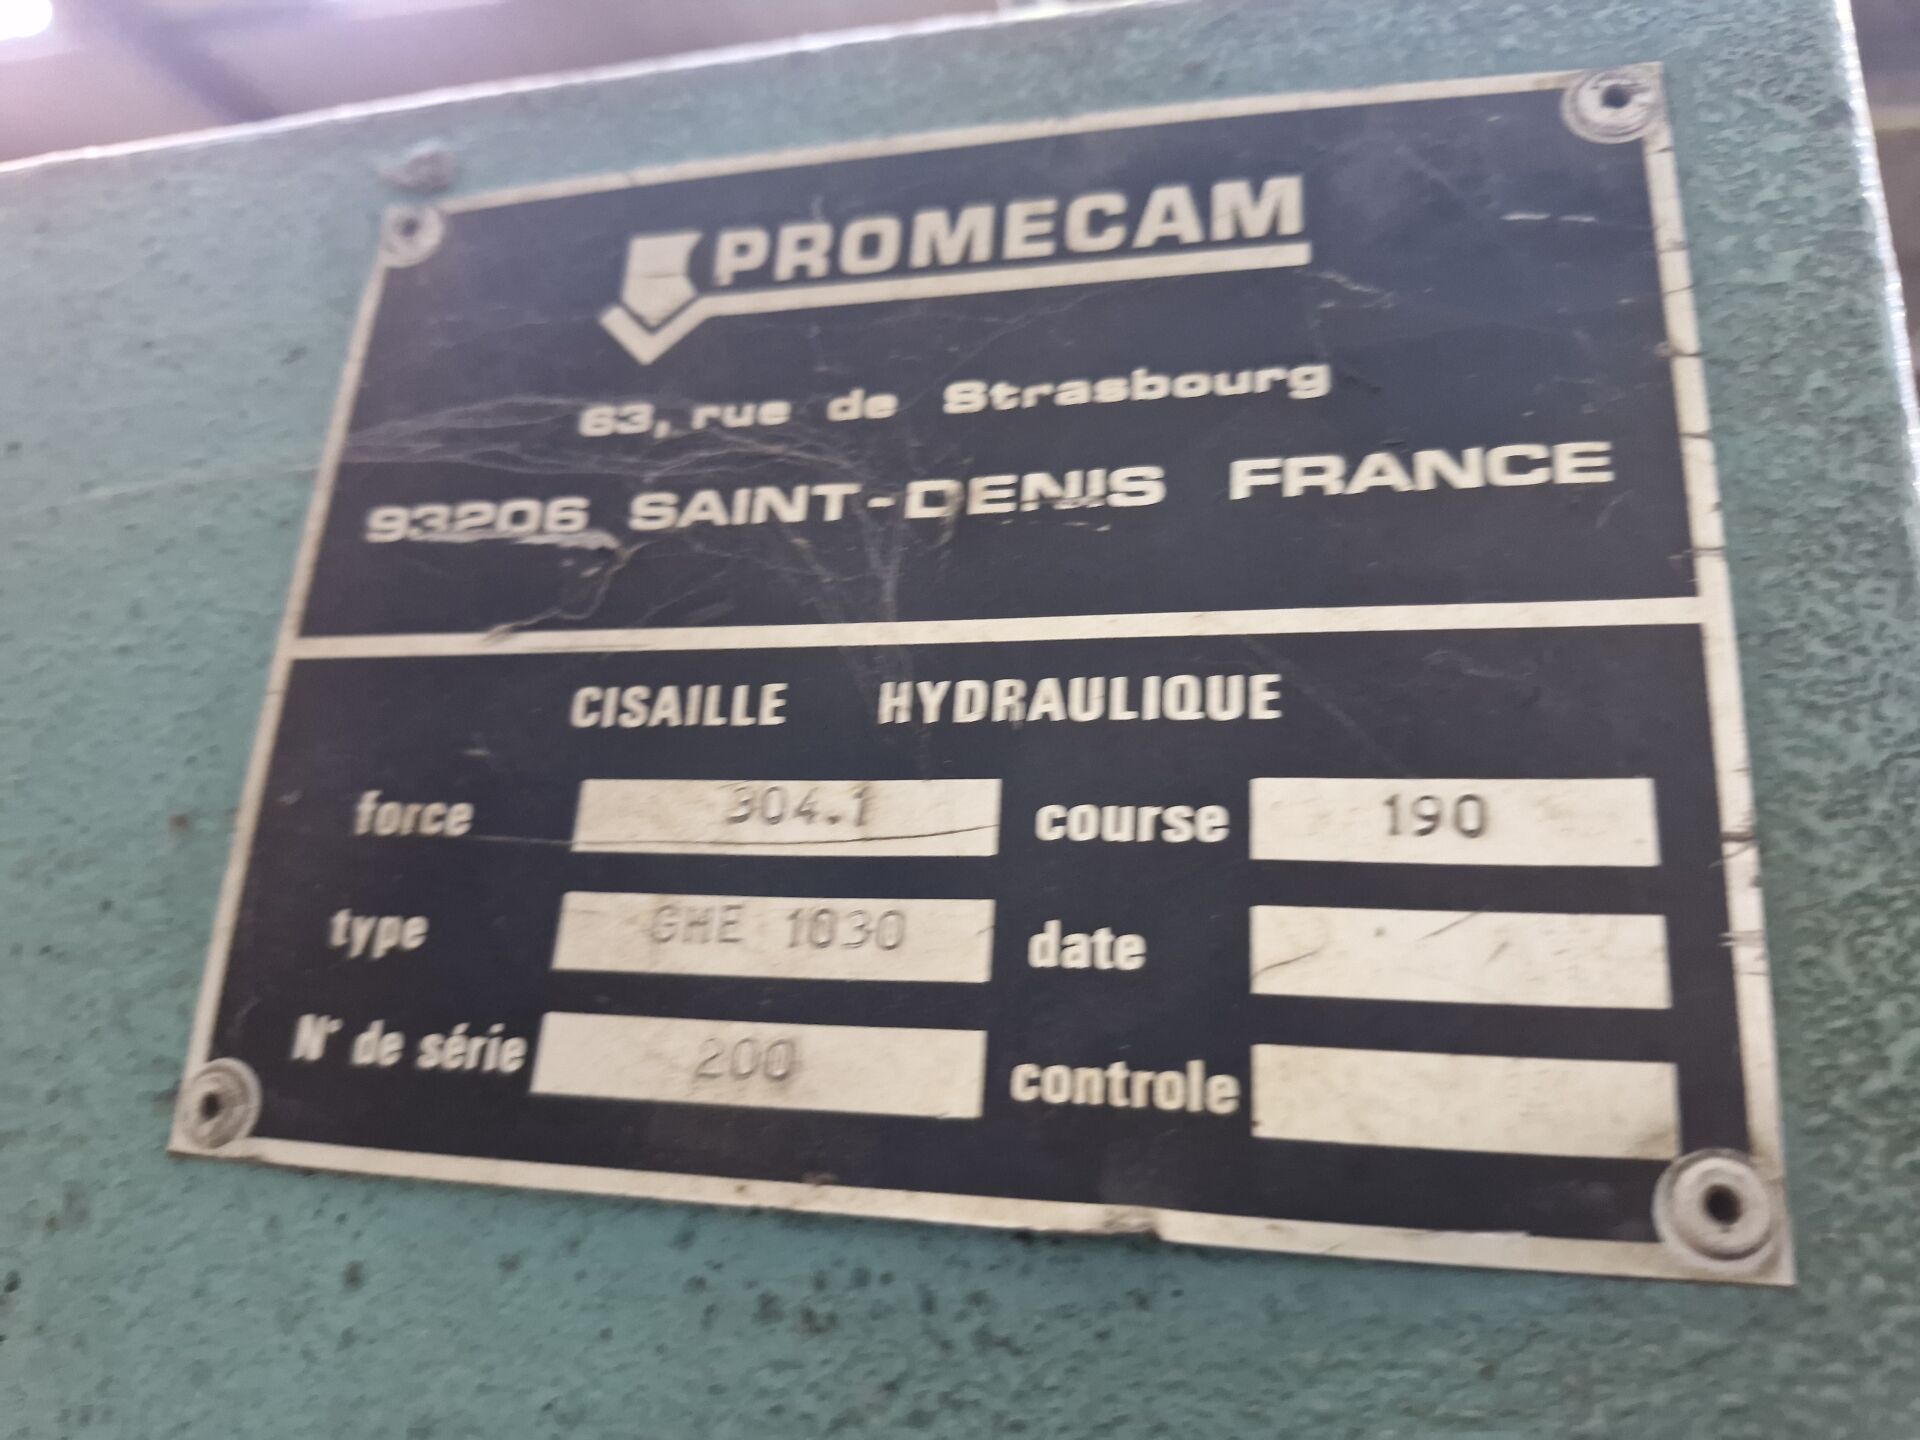 PROMECAM
63, rue de Strasbourg
93206 SAINT-DENIS FRANCE
CISAILLE HYDRAULIQUE
force 304.1 course 190
type GHE 1030 date
N° de série 200 controle